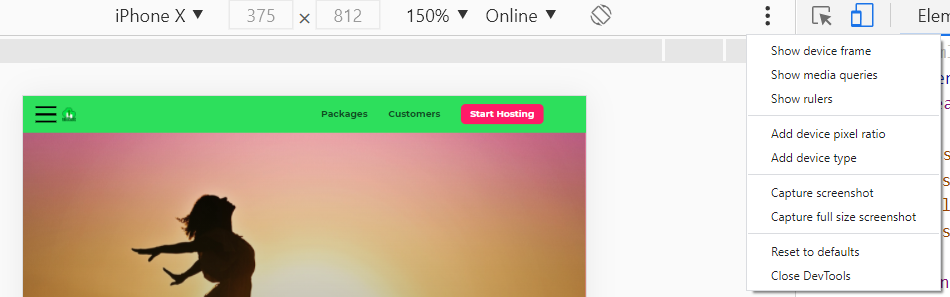 iPhone X ▼ 375 × 812 150% ▼ Online ▼ Elem
Packages Customers Start Hosting
Show device frame
Show media queries
Show rulers
Add device pixel ratio
Add device type
Capture screenshot
Capture full size screenshot
Reset to defaults
Close DevTools